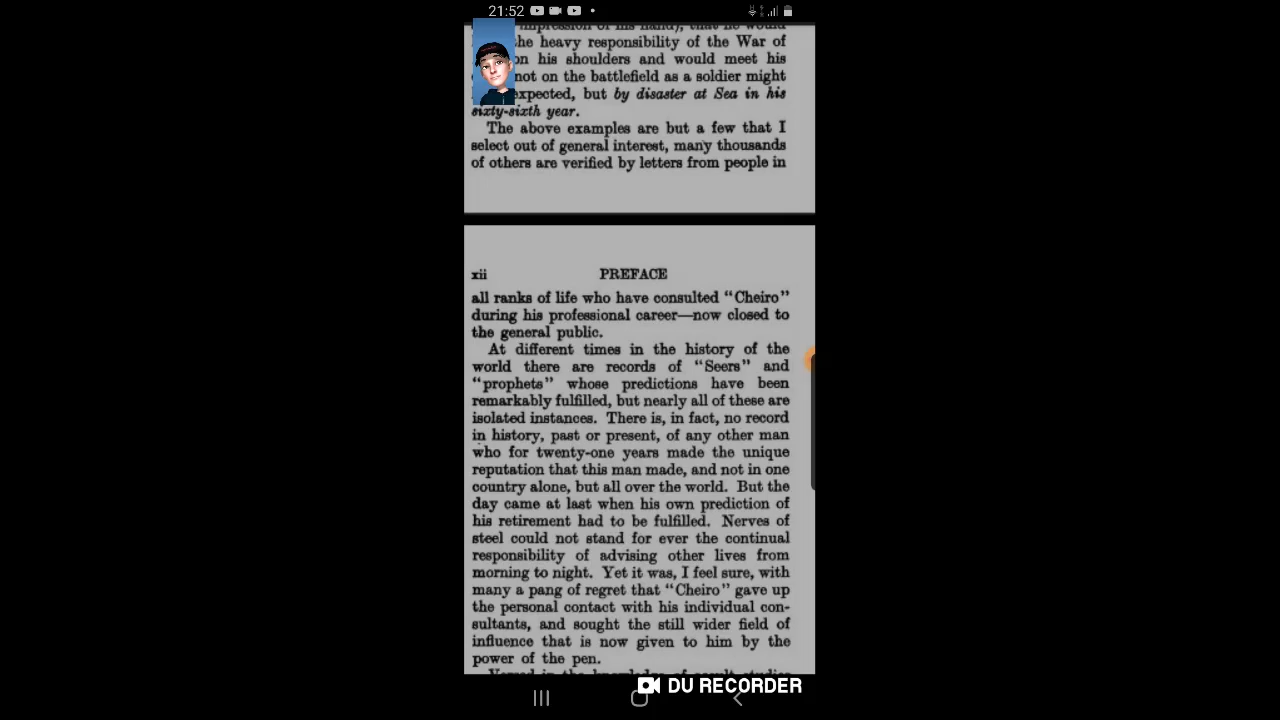 21:52
impression of his hand), that he would
he heavy responsibility of the War of
on his shoulders and would meet his
not on the battlefield as a soldier might
expected, but by disaster at Sea in his
sixty-sixth year.
The above examples are but a few that I
select out of general interest, many thousands
of others are verified by letters from people in
xii PREFACE
all ranks of life who have consulted "Cheiro"
during his professional career—now closed to
the general public.
At different times in the history of the
world there are records of "Seers" and
"prophets" whose predictions have been
remarkably fulfilled, but nearly all of these are
isolated instances. There is, in fact, no record
in history, past or present, of any other man
who for twenty-one years made the unique
reputation that this man made, and not in one
country alone, but all over the world. But the
day came at last when his own prediction of
his retirement had to be fulfilled. Nerves of
steel could not stand for ever the continual
responsibility of advising other lives from
morning to night. Yet it was, I feel sure, with
many a pang of regret that "Cheiro" gave up
the personal contact with his individual con-
sultants, and sought the still wider field of
influence that is now given to him by the
power of the pen.
DU RECORDER